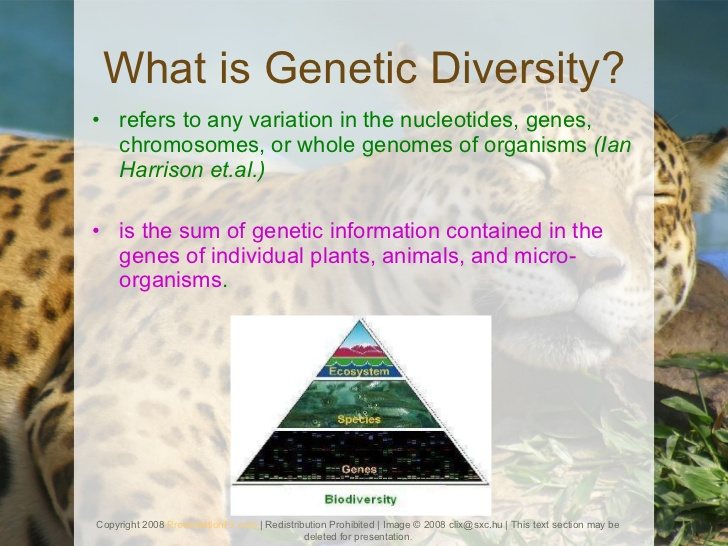 What is Genetic Diversity?
• refers to any variation in the nucleotides, genes,
chromosomes, or whole genomes of organisms (Ian
Harrison et.al.)
• is the sum of genetic information contained in the
genes of individual plants, animals, and micro-
organisms.
Ecosystem
Species
Genes
Biodiversity
Copyright 2008 | Redistribution Prohibited | Image © 2008 clix@sxc.hu | This text section may be
deleted for presentation.